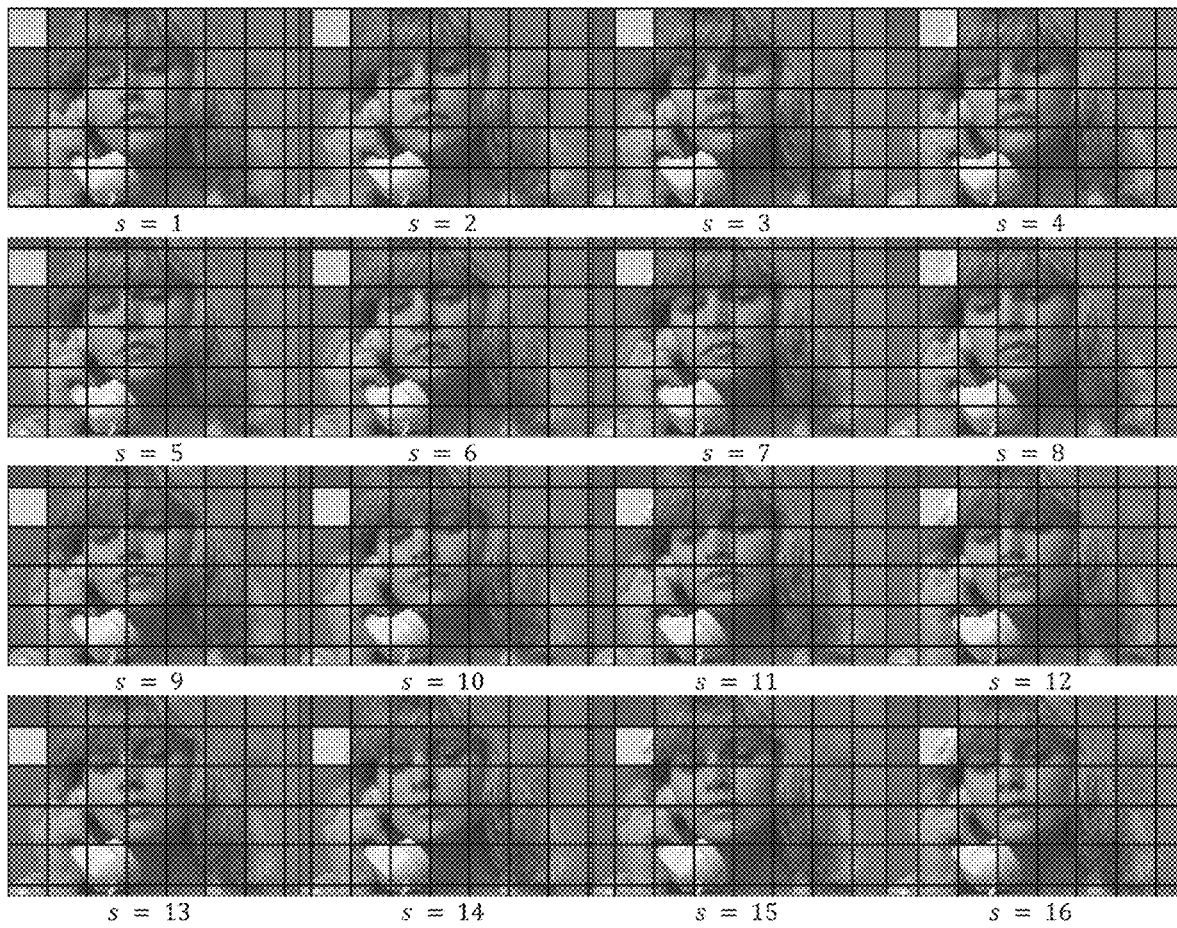 s = 1 s = 2 s = 3 s = 4
s = 5 s = 6 s = 7 s = 8
s = 9 s = 10 s = 11 s = 12
s = 13 s = 14 s = 15 s = 16